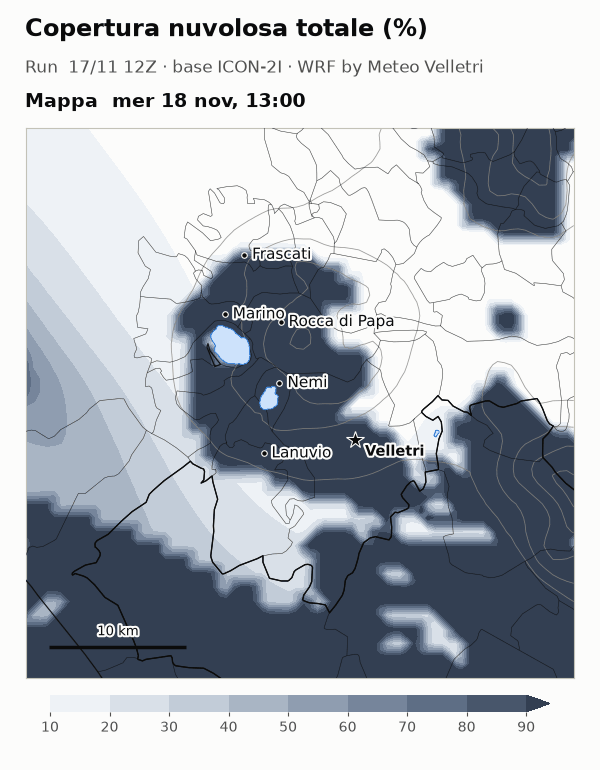 Copertura nuvolosa totale (%)
Run  17/11 12Z · base ICON-2I · WRF by Meteo Velletri
Mappa  mer 18 nov, 13:00
Frascati
Marino
Rocca di Papa
Nemi
Velletri
Lanuvio
10 km
10 20 30 40 50 60 70 80 90